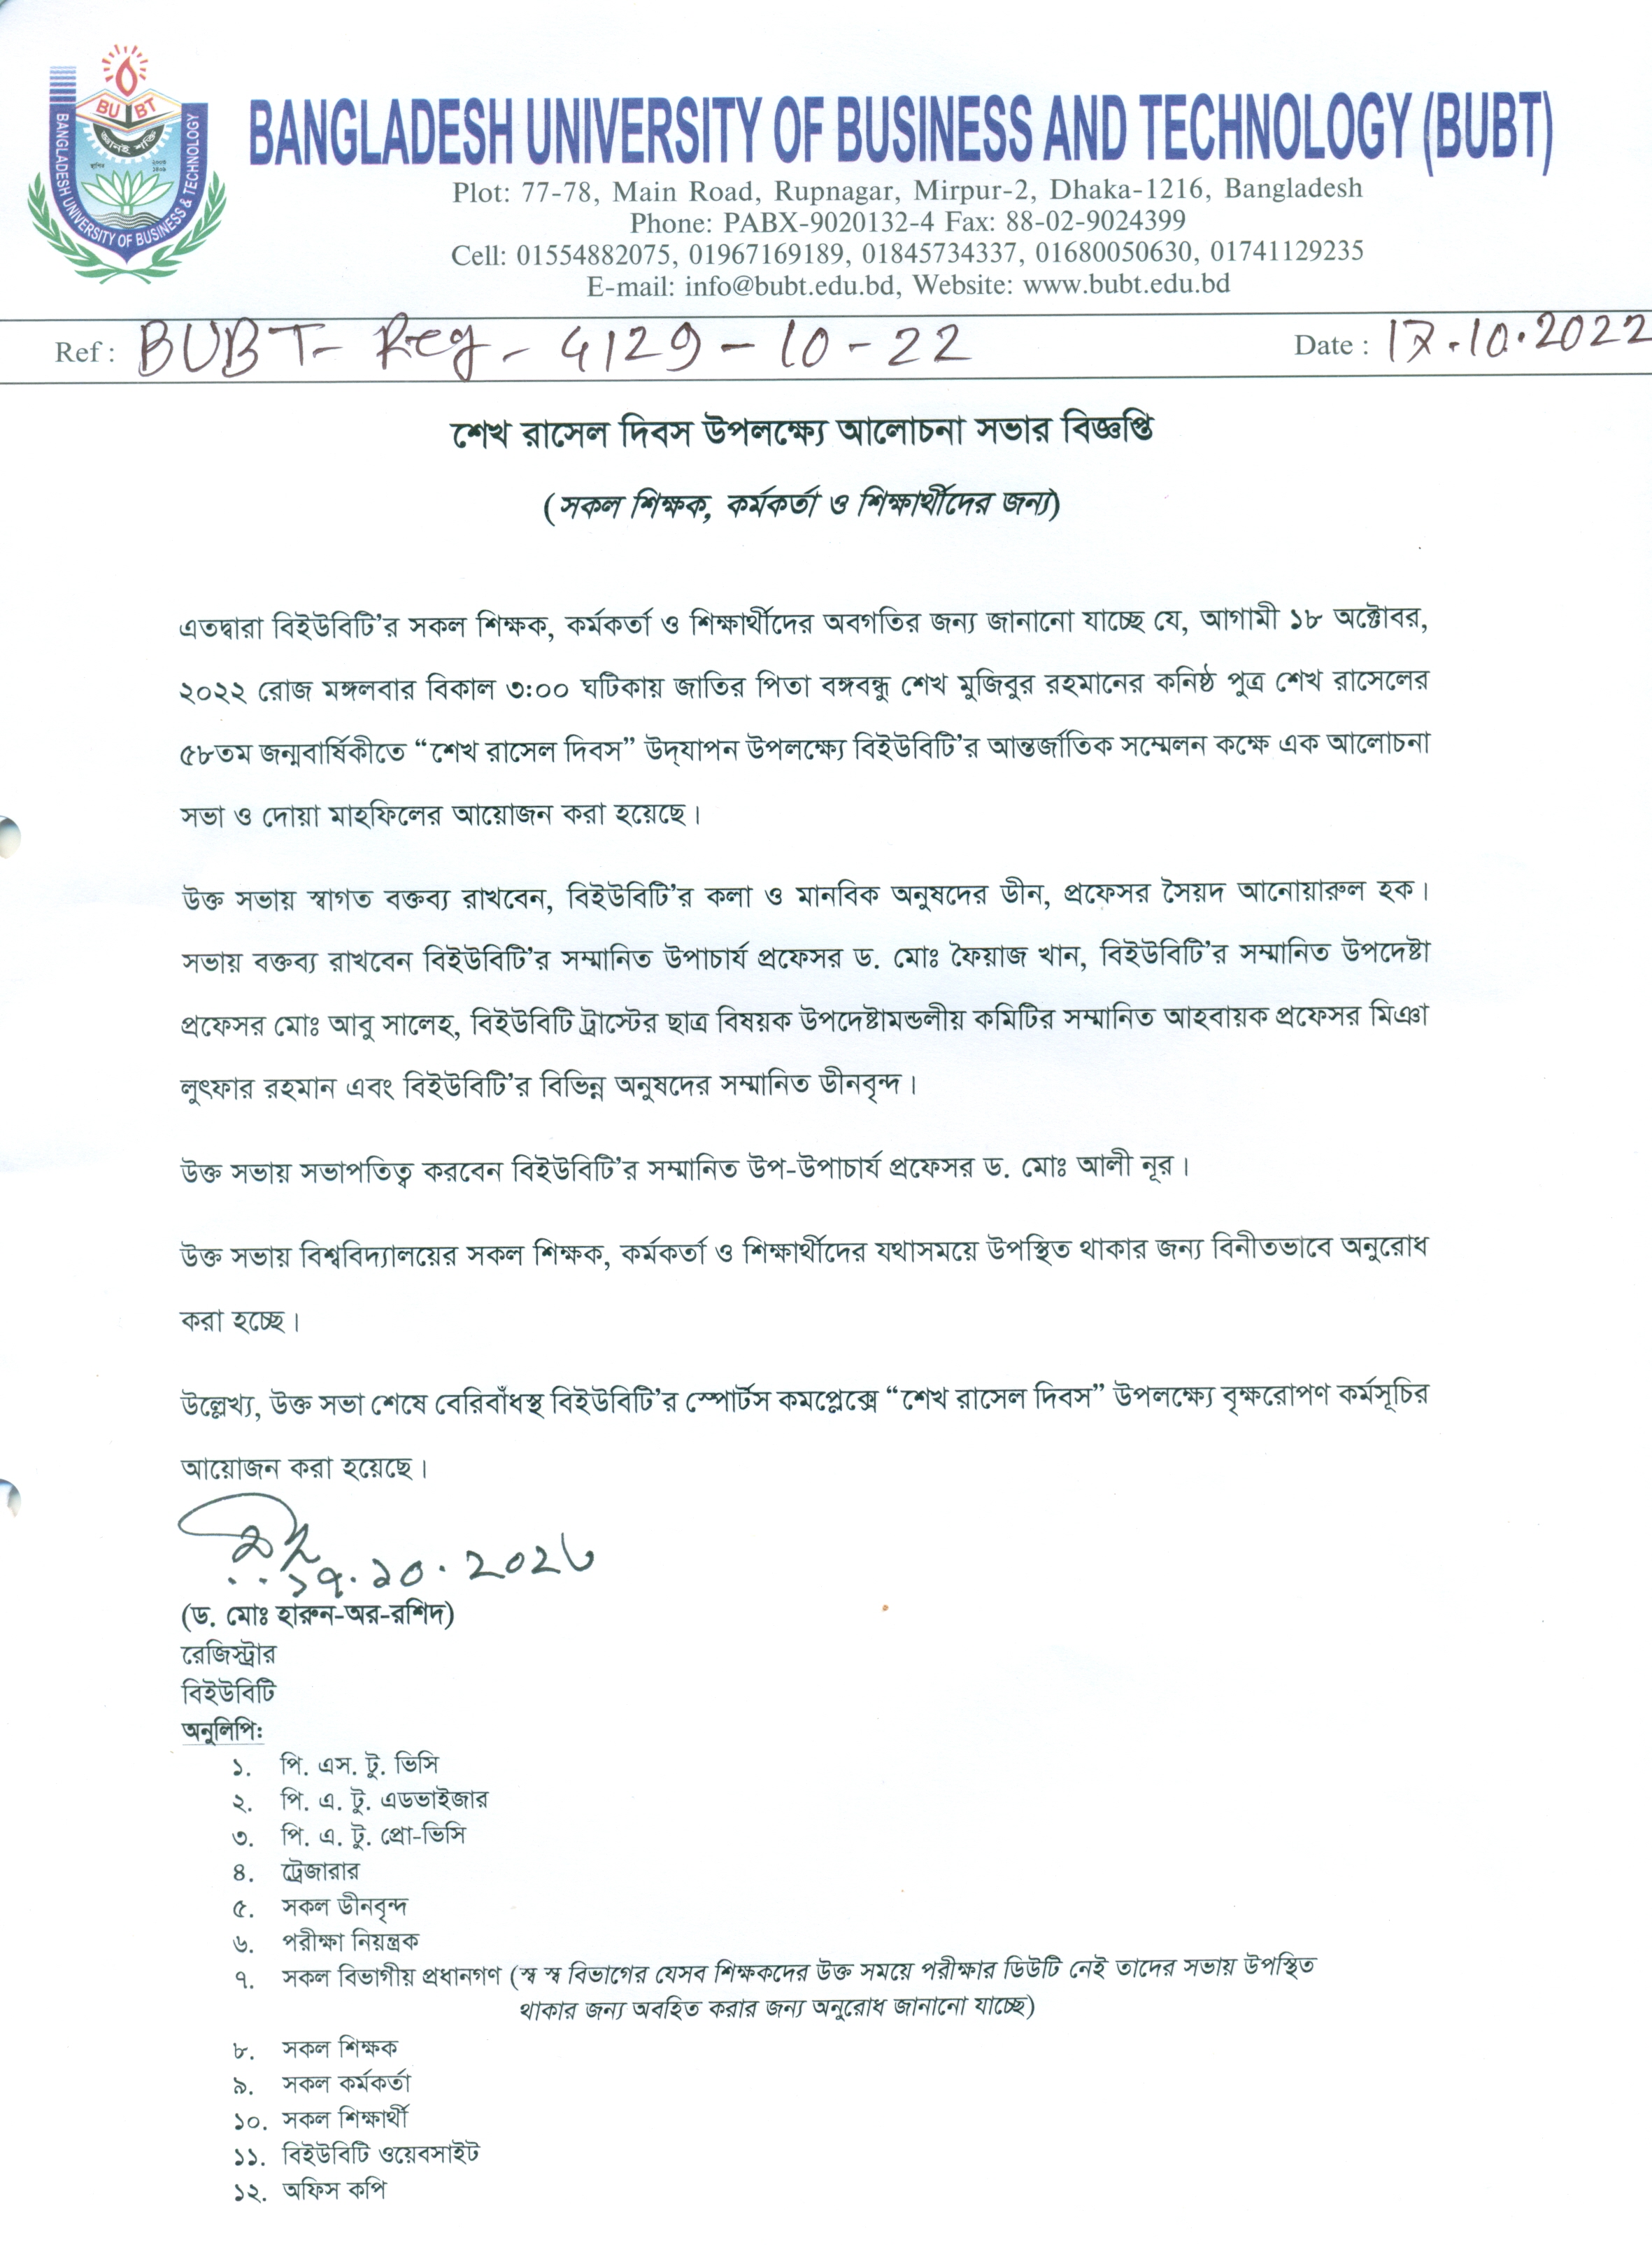 BANGLADESH UNIVERSITY OF BUSINESS AND TECHNOLOGY (BUBT)
BU BT
জ্ঞানই শক্তি
BANGLADESH UNIVERSITY OF BUSINESS & TECHNOLOGY
Plot: 77-78, Main Road, Rupnagar, Mirpur-2, Dhaka-1216, Bangladesh
Phone: PABX-9020132-4 Fax: 88-02-9024399
Cell: 01554882075, 01967169189, 01845734337, 01680050630, 01741129235
E-mail: info@bubt.edu.bd, Website: www.bubt.edu.bd
Ref : BUBT- Reg - 4129 - 10 - 22 Date : 17.10.2022
শেখ রাসেল দিবস উপলক্ষ্যে আলোচনা সভার বিজ্ঞপ্তি
(সকল শিক্ষক, কর্মকর্তা ও শিক্ষার্থীদের জন্য)
এতদ্বারা বিইউবিটি’র সকল শিক্ষক, কর্মকর্তা ও শিক্ষার্থীদের অবগতির জন্য জানানো যাচ্ছে যে, আগামী ১৮ অক্টোবর,
২০২২ রোজ মঙ্গলবার বিকাল ৩:০০ ঘটিকায় জাতির পিতা বঙ্গবন্ধু শেখ মুজিবুর রহমানের কনিষ্ঠ পুত্র শেখ রাসেলের
৫৮তম জন্মবার্ষিকীতে “শেখ রাসেল দিবস” উদ্‌যাপন উপলক্ষ্যে বিইউবিটি’র আন্তর্জাতিক সম্মেলন কক্ষে এক আলোচনা
সভা ও দোয়া মাহফিলের আয়োজন করা হয়েছে।
উক্ত সভায় স্বাগত বক্তব্য রাখবেন, বিইউবিটি’র কলা ও মানবিক অনুষদের ডীন, প্রফেসর সৈয়দ আনোয়ারুল হক।
সভায় বক্তব্য রাখবেন বিইউবিটি’র সম্মানিত উপাচার্য প্রফেসর ড. মোঃ ফৈয়াজ খান, বিইউবিটি’র সম্মানিত উপদেষ্টা
প্রফেসর মোঃ আবু সালেহ, বিইউবিটি ট্রাস্টের ছাত্র বিষয়ক উপদেষ্টামন্ডলীয় কমিটির সম্মানিত আহবায়ক প্রফেসর মিঞা
লুৎফার রহমান এবং বিইউবিটি’র বিভিন্ন অনুষদের সম্মানিত ডীনবৃন্দ।
উক্ত সভায় সভাপতিত্ব করবেন বিইউবিটি’র সম্মানিত উপ-উপাচার্য প্রফেসর ড. মোঃ আলী নূর।
উক্ত সভায় বিশ্ববিদ্যালয়ের সকল শিক্ষক, কর্মকর্তা ও শিক্ষার্থীদের যথাসময়ে উপস্থিত থাকার জন্য বিনীতভাবে অনুরোধ
করা হচ্ছে।
উল্লেখ্য, উক্ত সভা শেষে বেরিবাঁধস্থ বিইউবিটি’র স্পোর্টস কমপ্লেক্সে “শেখ রাসেল দিবস” উপলক্ষ্যে বৃক্ষরোপণ কর্মসূচির
আয়োজন করা হয়েছে।
(ড. মোঃ হারুন-অর-রশিদ)
রেজিস্ট্রার
বিইউবিটি
অনুলিপি:
১. পি. এস. টু. ভিসি
২. পি. এ. টু. এডভাইজার
৩. পি. এ. টু. প্রো-ভিসি
৪. ট্রেজারার
৫. সকল ডীনবৃন্দ
৬. পরীক্ষা নিয়ন্ত্রক
৭. সকল বিভাগীয় প্রধানগণ (স্ব স্ব বিভাগের যেসব শিক্ষকদের উক্ত সময়ে পরীক্ষার ডিউটি নেই তাদের সভায় উপস্থিত
থাকার জন্য অবহিত করার জন্য অনুরোধ জানানো যাচ্ছে)
৮. সকল শিক্ষক
৯. সকল কর্মকর্তা
১০. সকল শিক্ষার্থী
১১. বিইউবিটি ওয়েবসাইট
১২. অফিস কপি